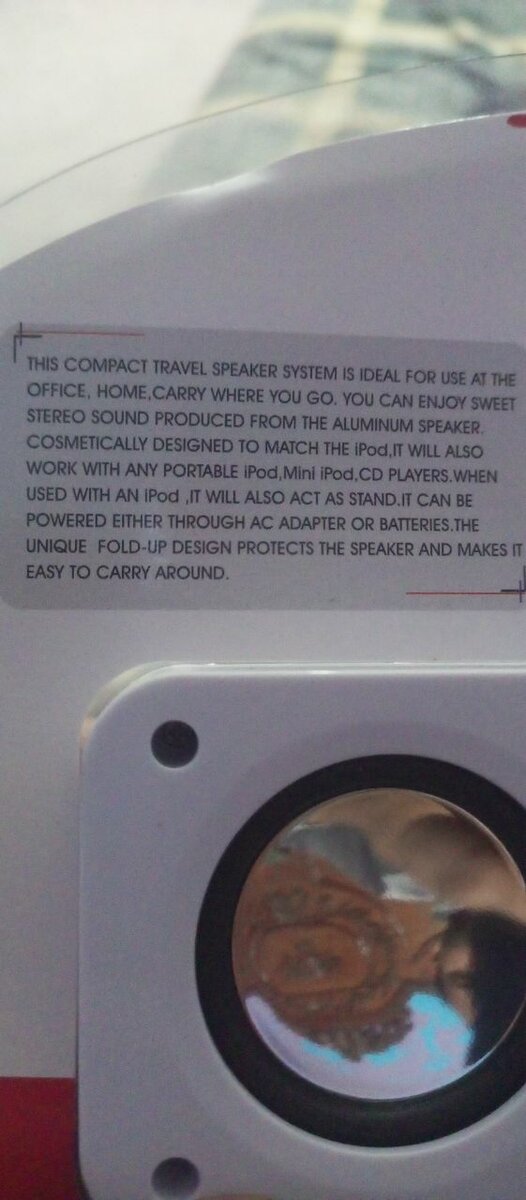 THIS COMPACT TRAVEL SPEAKER SYSTEM IS IDEAL FOR USE AT THE
OFFICE, HOME,CARRY WHERE YOU GO. YOU CAN ENJOY SWEET
STEREO SOUND PRODUCED FROM THE ALUMINUM SPEAKER.
COSMETICALLY DESIGNED TO MATCH THE iPod,IT WILL ALSO
WORK WITH ANY PORTABLE iPod,Mini iPod,CD PLAYERS.WHEN
USED WITH AN iPod ,IT WILL ALSO ACT AS STAND.IT CAN BE
POWERED EITHER THROUGH AC ADAPTER OR BATTERIES.THE
UNIQUE FOLD-UP DESIGN PROTECTS THE SPEAKER AND MAKES IT
EASY TO CARRY AROUND.